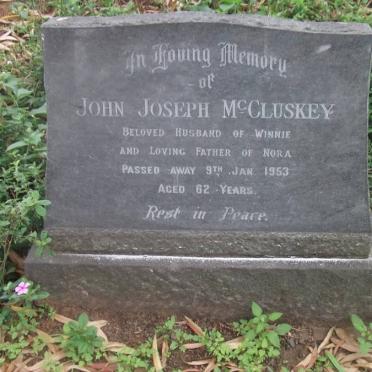 In Loving Memory
of
JOHN JOSEPH McCLUSKEY
BELOVED HUSBAND OF WINNIE
AND LOVING FATHER OF NORA
PASSED AWAY 9TH JAN 1953
AGED 62 YEARS.
Rest in Peace.